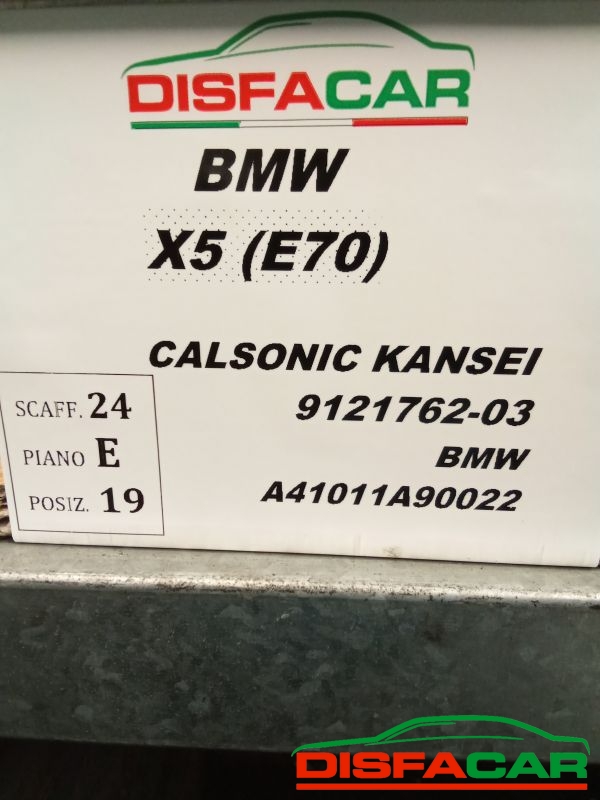 DISFACAR
BMW
X5 (E70)
CALSONIC KANSEI
9121762-03
BMW
A41011A90022
SCAFF. 24
PIANO E
POSIZ. 19
DISFACAR